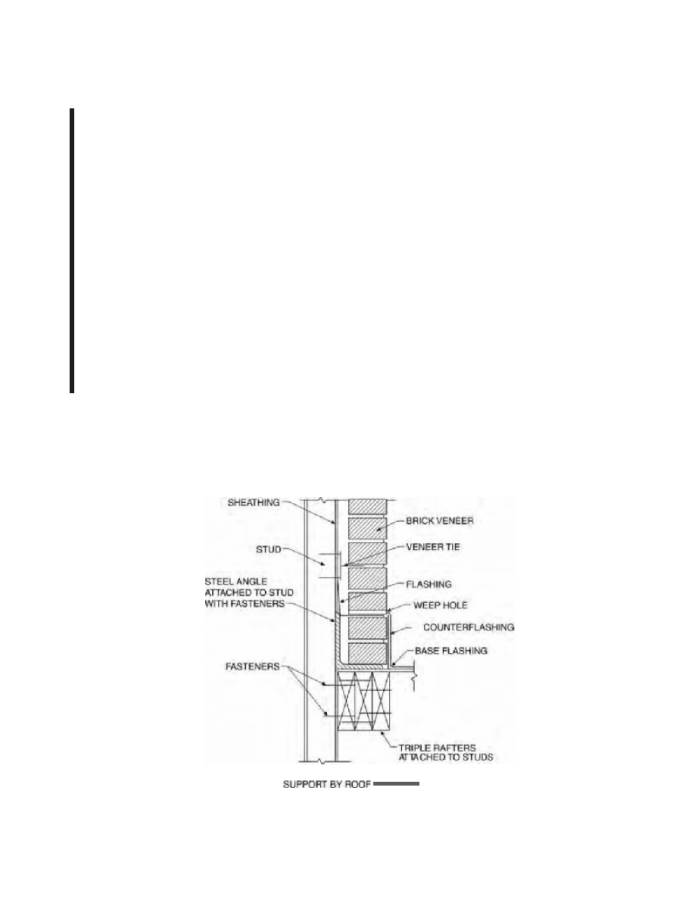 SHEATHING
BRICK VENEER
STUD
VENEER TIE
STEEL ANGLE
ATTACHED TO STUD
WITH FASTENERS
FLASHING
WEEP HOLE
COUNTERFLASHING
BASE FLASHING
FASTENERS
TRIPLE RAFTERS
ATTACHED TO STUDS
SUPPORT BY ROOF